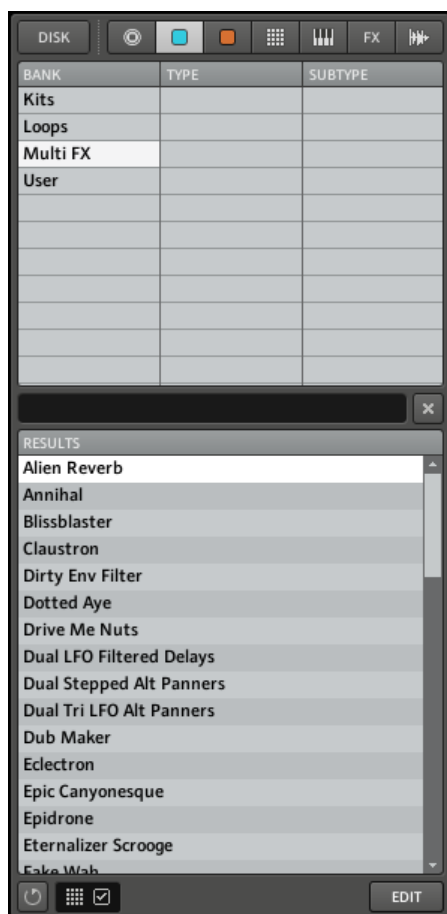 DISK FX
BANK TYPE SUBTYPE
Kits
Loops
Multi FX
User
RESULTS
Alien Reverb
Annihal
Blissblaster
Claustron
Dirty Env Filter
Dotted Aye
Drive Me Nuts
Dual LFO Filtered Delays
Dual Stepped Alt Panners
Dual Tri LFO Alt Panners
Dub Maker
Eclectron
Epic Canyonesque
Epidrone
Eternalizer Scrooge
Fake Wah
EDIT